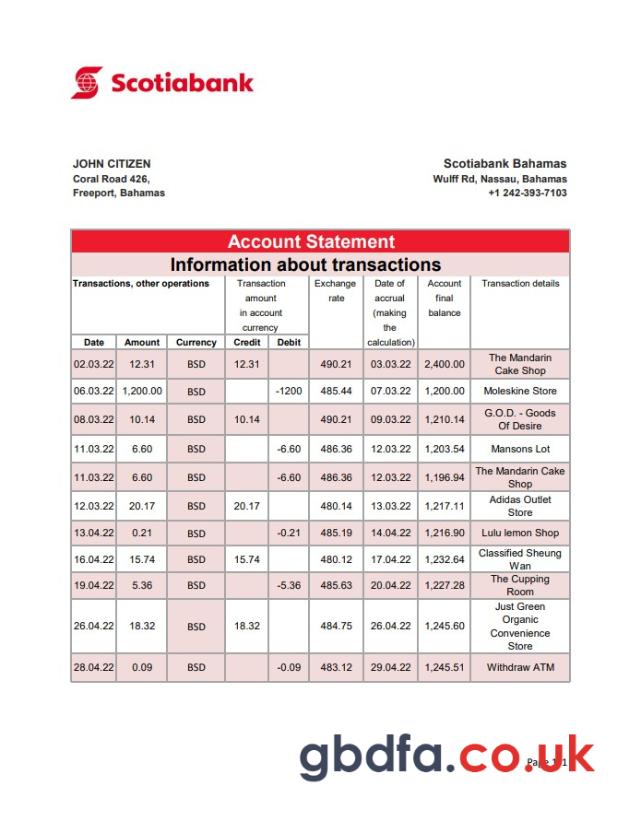 Scotiabank
JOHN CITIZEN
Coral Road 426,
Freeport, Bahamas
Scotiabank Bahamas
Wulff Rd, Nassau, Bahamas
+1 242-393-7103
Account Statement
Information about transactions
Transactions, other operations
Transaction
amount
in account
currency
Exchange
rate
Date of
accrual
(making
the
calculation)
Account
final
balance
Transaction details
Date Amount Currency Credit Debit
02.03.22 12.31 BSD 12.31 490.21 03.03.22 2,400.00 The Mandarin
Cake Shop
06.03.22 1,200.00 BSD -1200 485.44 07.03.22 1,200.00 Moleskine Store
08.03.22 10.14 BSD 10.14 490.21 09.03.22 1,210.14 G.O.D. - Goods
Of Desire
11.03.22 6.60 BSD -6.60 486.36 12.03.22 1,203.54 Mansons Lot
11.03.22 6.60 BSD -6.60 486.36 12.03.22 1,196.94 The Mandarin Cake
Shop
12.03.22 20.17 BSD 20.17 480.14 13.03.22 1,217.11 Adidas Outlet
Store
13.04.22 0.21 BSD -0.21 485.19 14.04.22 1,216.90 Lulu lemon Shop
16.04.22 15.74 BSD 15.74 480.12 17.04.22 1,232.64 Classified Sheung
Wan
19.04.22 5.36 BSD -5.36 485.63 20.04.22 1,227.28 The Cupping
Room
26.04.22 18.32 BSD 18.32 484.75 26.04.22 1,245.60 Just Green
Organic
Convenience
Store
28.04.22 0.09 BSD -0.09 483.12 29.04.22 1,245.51 Withdraw ATM
gbdfa.co.uk